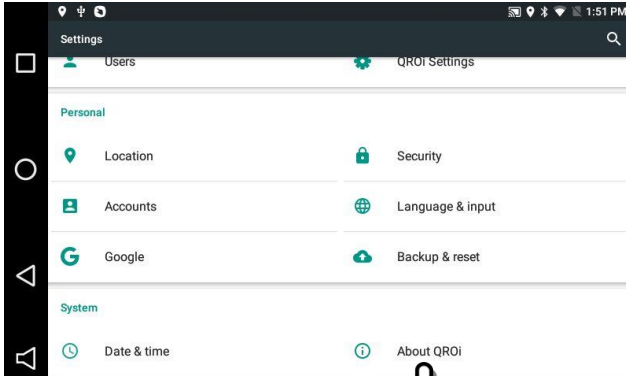 1:51 PM
Settings
Users
QROi Settings
Personal
Location
Security
Accounts
Language & input
Google
Backup & reset
System
Date & time
About QROi